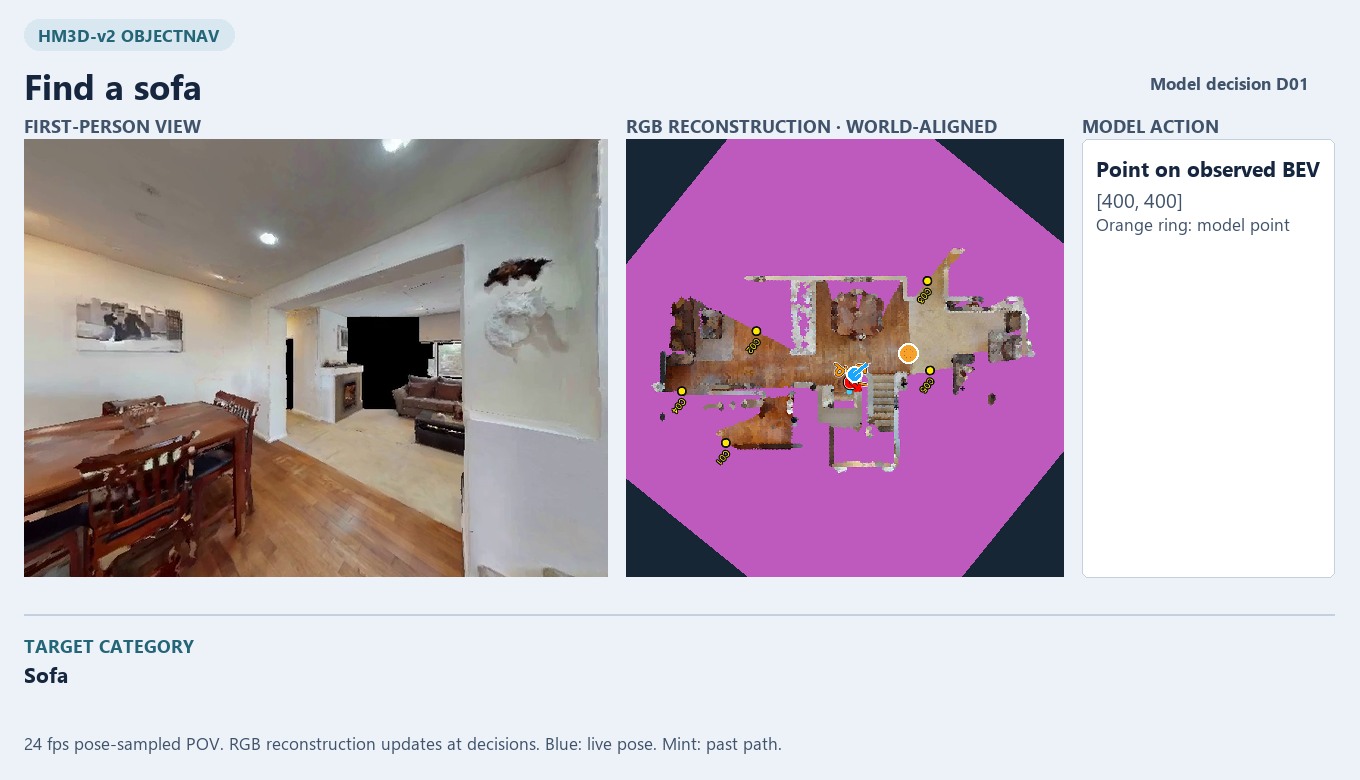 HM3D-v2 OBJECTNAV
Find a sofa
Model decision D01
FIRST-PERSON VIEW
RGB RECONSTRUCTION · WORLD-ALIGNED
MODEL ACTION
Point on observed BEV
[400, 400]
Orange ring: model point
TARGET CATEGORY
Sofa
24 fps pose-sampled POV. RGB reconstruction updates at decisions. Blue: live pose. Mint: past path.